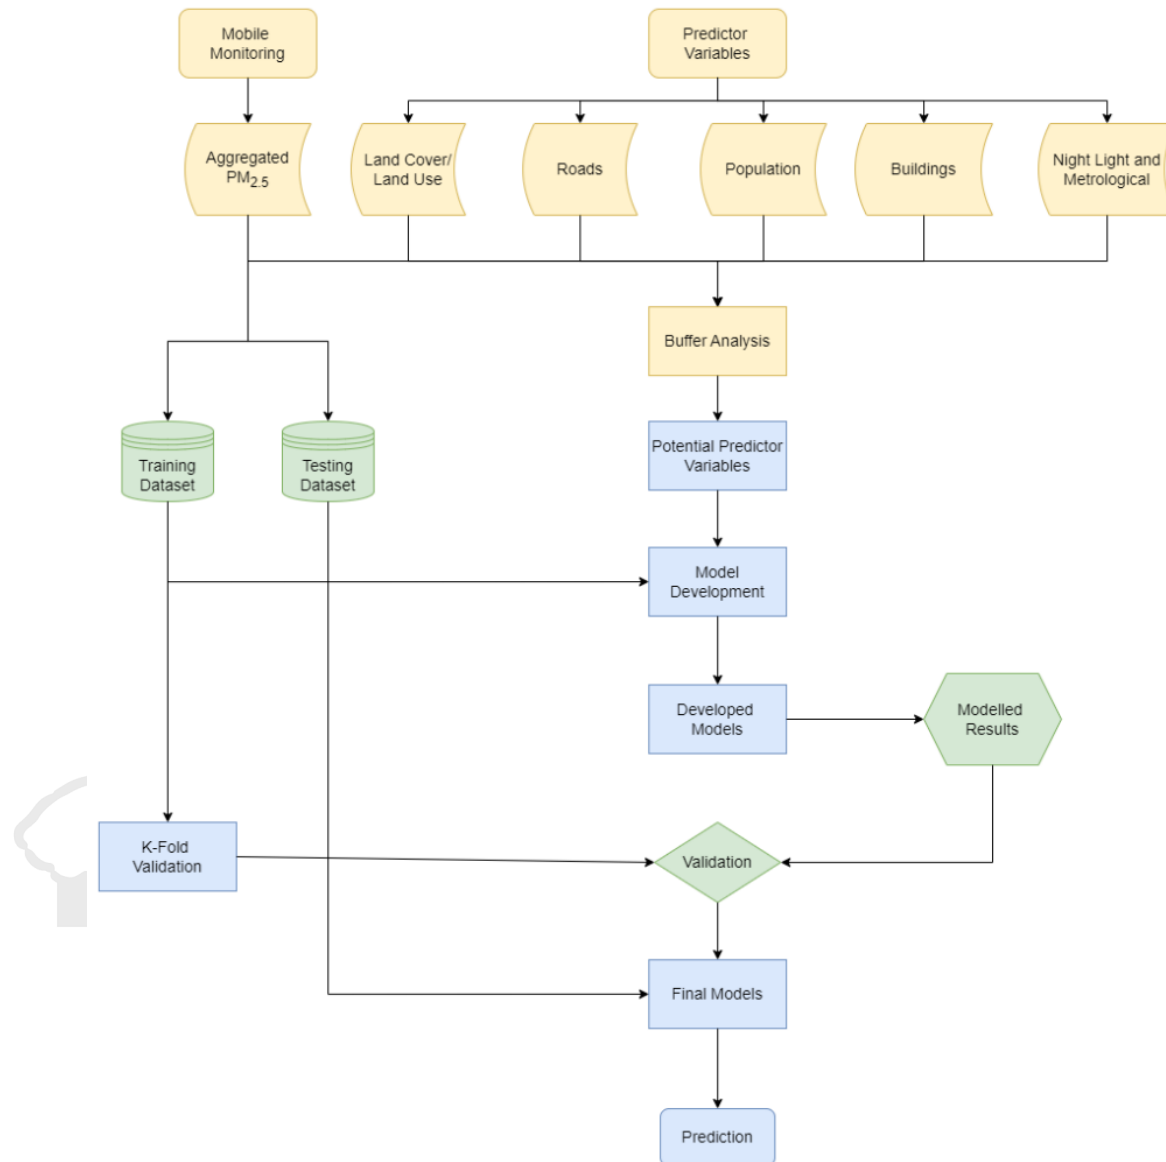 Mobile
Monitoring
Predictor
Variables
Aggregated
PM2.5
Land Cover/
Land Use
Roads
Population
Buildings
Night Light and
Metrological
Buffer Analysis
Training
Dataset
Testing
Dataset
Potential Predictor
Variables
Model
Development
Developed
Models
Modelled
Results
K-Fold
Validation
Validation
Final Models
Prediction